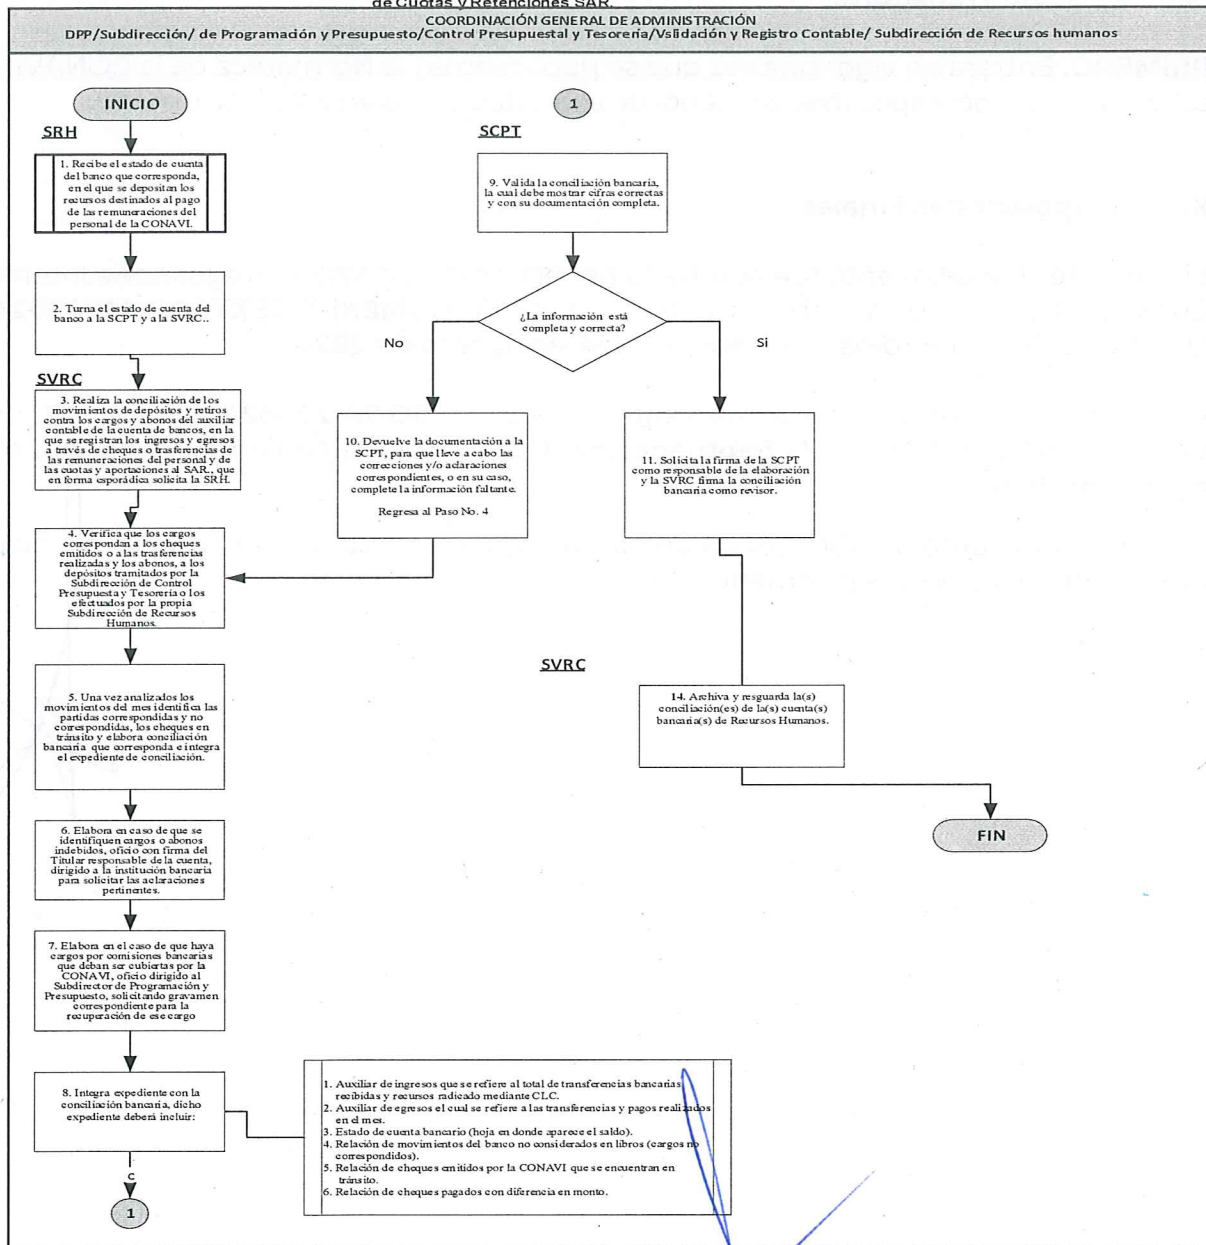 de Cuotas y Retenciones SAR.
COORDINACIÓN GENERAL DE ADMINISTRACIÓN
DPP/Subdirección/ de Programación y Presupuesto/Control Presupuestal y Tesorería/Vslidación y Registro Contable/ Subdirección de Recursos humanos
INICIO
SRH
1. Recibe el estado de cuenta
del banco que corresponda,
en el que se depositan los
recursos destinados al pago
de las remuneraciones del
personal de la CONAVI.
2. Turna el estado de cuenta del
banco a la SCPT y a la SVRC..
SVRC
3. Realiza la conciliación de los
movimientos de depósitos y retiros
contra los cargos y abonos del auxiliar
contable de la cuenta de bancos, en la
que se registran los ingresos y egresos
a través de cheques o trasferencias de
las remuneraciones del personal y de
las cuotas y aportaciones al SAR., que
en forma esporádica solicita la SRH.
4. Verifica que los cargos
correspondan a los cheques
emitidos o a las trasferencias
realizadas y los abonos, a los
depósitos tramitados por la
Subdirección de Control
Presupuesta y Tesorería o los
efectuados por la propia
Subdirección de Recursos
Humanos.
5. Una vez analizados los
movimientos del mes identifica las
partidas correspondidas y no
correspondidas, los cheques en
tránsito y elabora conciliación
bancaria que corresponda e integra
el expediente de conciliación.
6. Elabora en caso de que se
identifiquen cargos o abonos
indebidos, oficio con firma del
Titular responsable de la cuenta,
dirigido a la institución bancaria
para solicitar las aclaraciones
pertinentes.
7. Elabora en el caso de que haya
cargos por comisiones bancarias
que deban ser cubiertas por la
CONAVI, oficio dirigido al
Subdirector de Programación y
Presupuesto, solicitando gravamen
correspondiente para la
recuperación de ese cargo
8. Integra expediente con la
conciliación bancaria, dicho
expediente deberá incluir:
1. Auxiliar de ingresos que se refiere al total de transferencias bancarias
recibidas y recursos radicado mediante CLC.
2. Auxiliar de egresos el cual se refiere a las transferencias y pagos realizados
en el mes.
3. Estado de cuenta bancario (hoja en donde aparece el saldo).
4. Relación de movimientos del banco no considerados en libros (cargos no
correspondidos).
5. Relación de cheques emitidos por la CONAVI que se encuentran en
tránsito.
6. Relación de cheques pagados con diferencia en monto.
c
1
1
SCPT
9. Valida la conciliación bancaria,
la cual debe mostrar cifras correctas
y con su documentación completa.
¿La información está
completa y correcta?
No
Si
10. Devuelve la documentación a la
SCPT, para que lleve a cabo las
correcciones y/o aclaraciones
correspondientes, o en su caso,
complete la información faltante.
Regresa al Paso No. 4
11. Solicita la firma de la SCPT
como responsable de la elaboración
y la SVRC firma la conciliación
bancaria como revisor.
SVRC
14. Archiva y resguarda la(s)
conciliación(es) de la(s) cuenta(s)
bancaria(s) de Recursos Humanos.
FIN